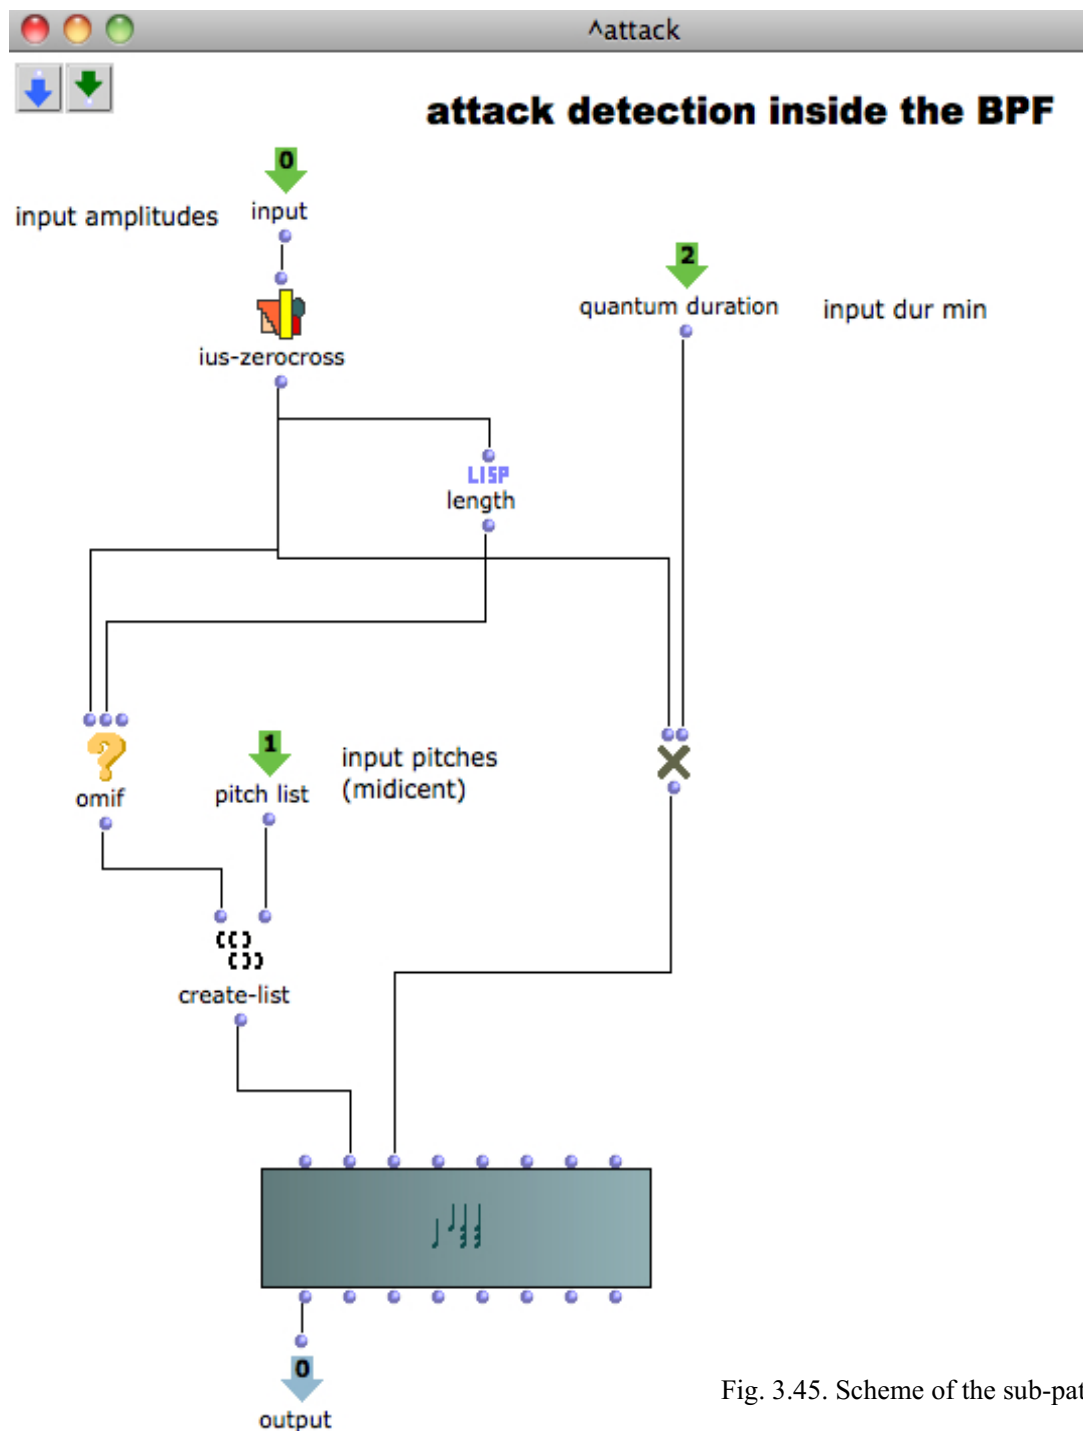 ^attack
attack detection inside the BPF
0
input amplitudes
input
2
quantum duration
input dur min
ius-zerocross
LISP
length
?
omif
1
pitch list
input pitches
(midicent)
create-list
0
output
Fig. 3.45. Scheme of the sub-pat